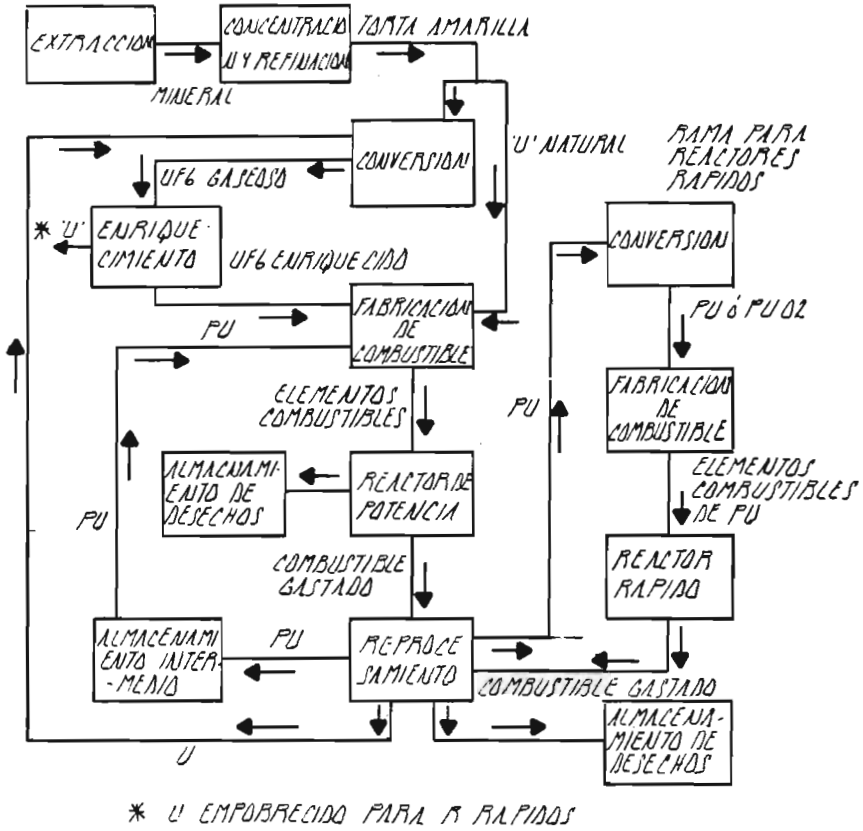 EXTRACCION
CONCENTRACIO
N Y REFINACION
TORTA AMARILLA
MINERAL
CONVERSION
'U' NATURAL
RAMA PARA
REACTORES
RAPIDOS
UF6 GASEOSO
* 'U'
ENRIQUE-
CIMIENTO
CONVERSION
UF6 ENRIQUECIDO
FABRICACION
DE
COMBUSTIBLE
PU
PU ó PU O2
FABRICACION
DE
COMBUSTIBLE
ELEMENTOS
COMBUSTIBLES
PU
ALMACNAMI-
ENTO DE
DESECHOS
REACTOR DE
POTENCIA
ELEMENTOS
COMBUSTIBLES
DE PU
PU
COMBUSTIBLE
GASTADO
REACTOR
RAPIDO
ALMACENAMI
ENTO INTER-
-MEDIO
PU
REPROCE
SAMIENTO
COMBUSTIBLE GASTADO
ALMACENA-
MIENTO DE
DESECHOS
U
* U EMPOBRECIDO PARA R RAPIDOS